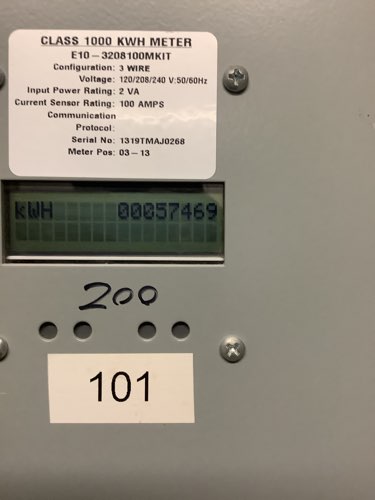 CLASS 1000 KWH METER
E10-3208100MKIT
Configuration: 3 WIRE
Voltage: 120/208/240 V:50/60Hz
Input Power Rating: 2 VA
Current Sensor Rating: 100 AMPS
Communication
Protocol:
Serial No: 1319TMAJ0268
Meter Pos: 03-13
kWH 00057469
200
101